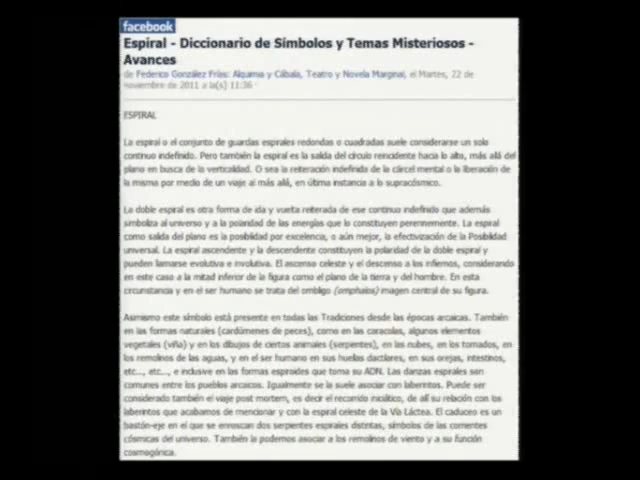 facebook
Espiral - Diccionario de Símbolos y Temas Misteriosos -
Avances
de Federico González Frías: Alquimia y Cábala, Teatro y Novela Marginal, el Martes, 22 de
noviembre de 2011 a la(s) 11:36 ·
ESPIRAL
La espiral o el conjunto de guardas espirales redondas o cuadradas suele considerarse un solo
continuo indefinido. Pero también la espiral es la salida del círculo reincidente hacia lo alto, más allá del
plano en busca de la verticalidad. O sea la reiteración indefinida de la cárcel mental o la liberación de
la misma por medio de un viaje al más allá, en última instancia a lo supracósmico.
La doble espiral es otra forma de ida y vuelta reiterada de ese continuo indefinido que además
simboliza al universo y a la polaridad de las energías que lo constituyen perennemente. La espiral
como salida del plano es la posibilidad por excelencia, o aún mejor, la efectivización de la Posibilidad
universal. La espiral ascendente y la descendente constituyen la polaridad de la doble espiral y
pueden llamarse evolutiva e involutiva. El ascenso celeste y el descenso a los infiernos, considerando
en este caso a la mitad inferior de la figura como el plano de la tierra y del hombre. En esta
circunstancia y en el ser humano se trata del ombligo (omphalos) imagen central de su figura.
Asimismo este símbolo está presente en todas las Tradiciones desde las épocas arcaicas. También
en las formas naturales (cardúmenes de peces), como en las caracolas, algunos elementos
vegetales (viña) y en los dibujos de ciertos animales (serpientes), en las nubes, en los tornados, en
los remolinos de las aguas, y en el ser humano en sus huellas dactilares, en sus orejas, intestinos,
etc., etc., e inclusive en las formas espiroides que toma su ADN. Las danzas espirales son
comunes entre los pueblos arcaicos. Igualmente se la suele asociar con laberintos. Puede ser
considerado también el viaje post mortem, es decir el recorrido iniciático, de allí su relación con los
laberintos que acabamos de mencionar y con la espiral celeste de la Vía Láctea. El caduceo es un
bastón-eje en el que se enroscan dos serpientes espirales distintas, símbolos de las corrientes
cósmicas del universo. También la podemos asociar a los remolinos de viento y a su función
cosmogónica.